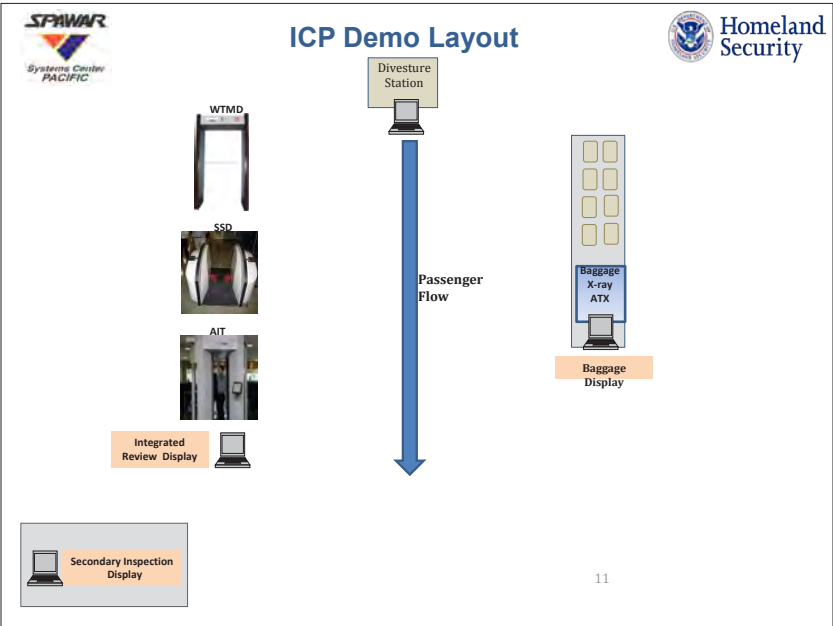 SPAWAR
Systems Center
PACIFIC
ICP Demo Layout
Homeland
Security
Divesture
Station
WTMD
SSD
Passenger
Flow
Baggage
X-ray
ATX
AIT
Baggage
Display
Integrated
Review Display
Secondary Inspection
Display
11